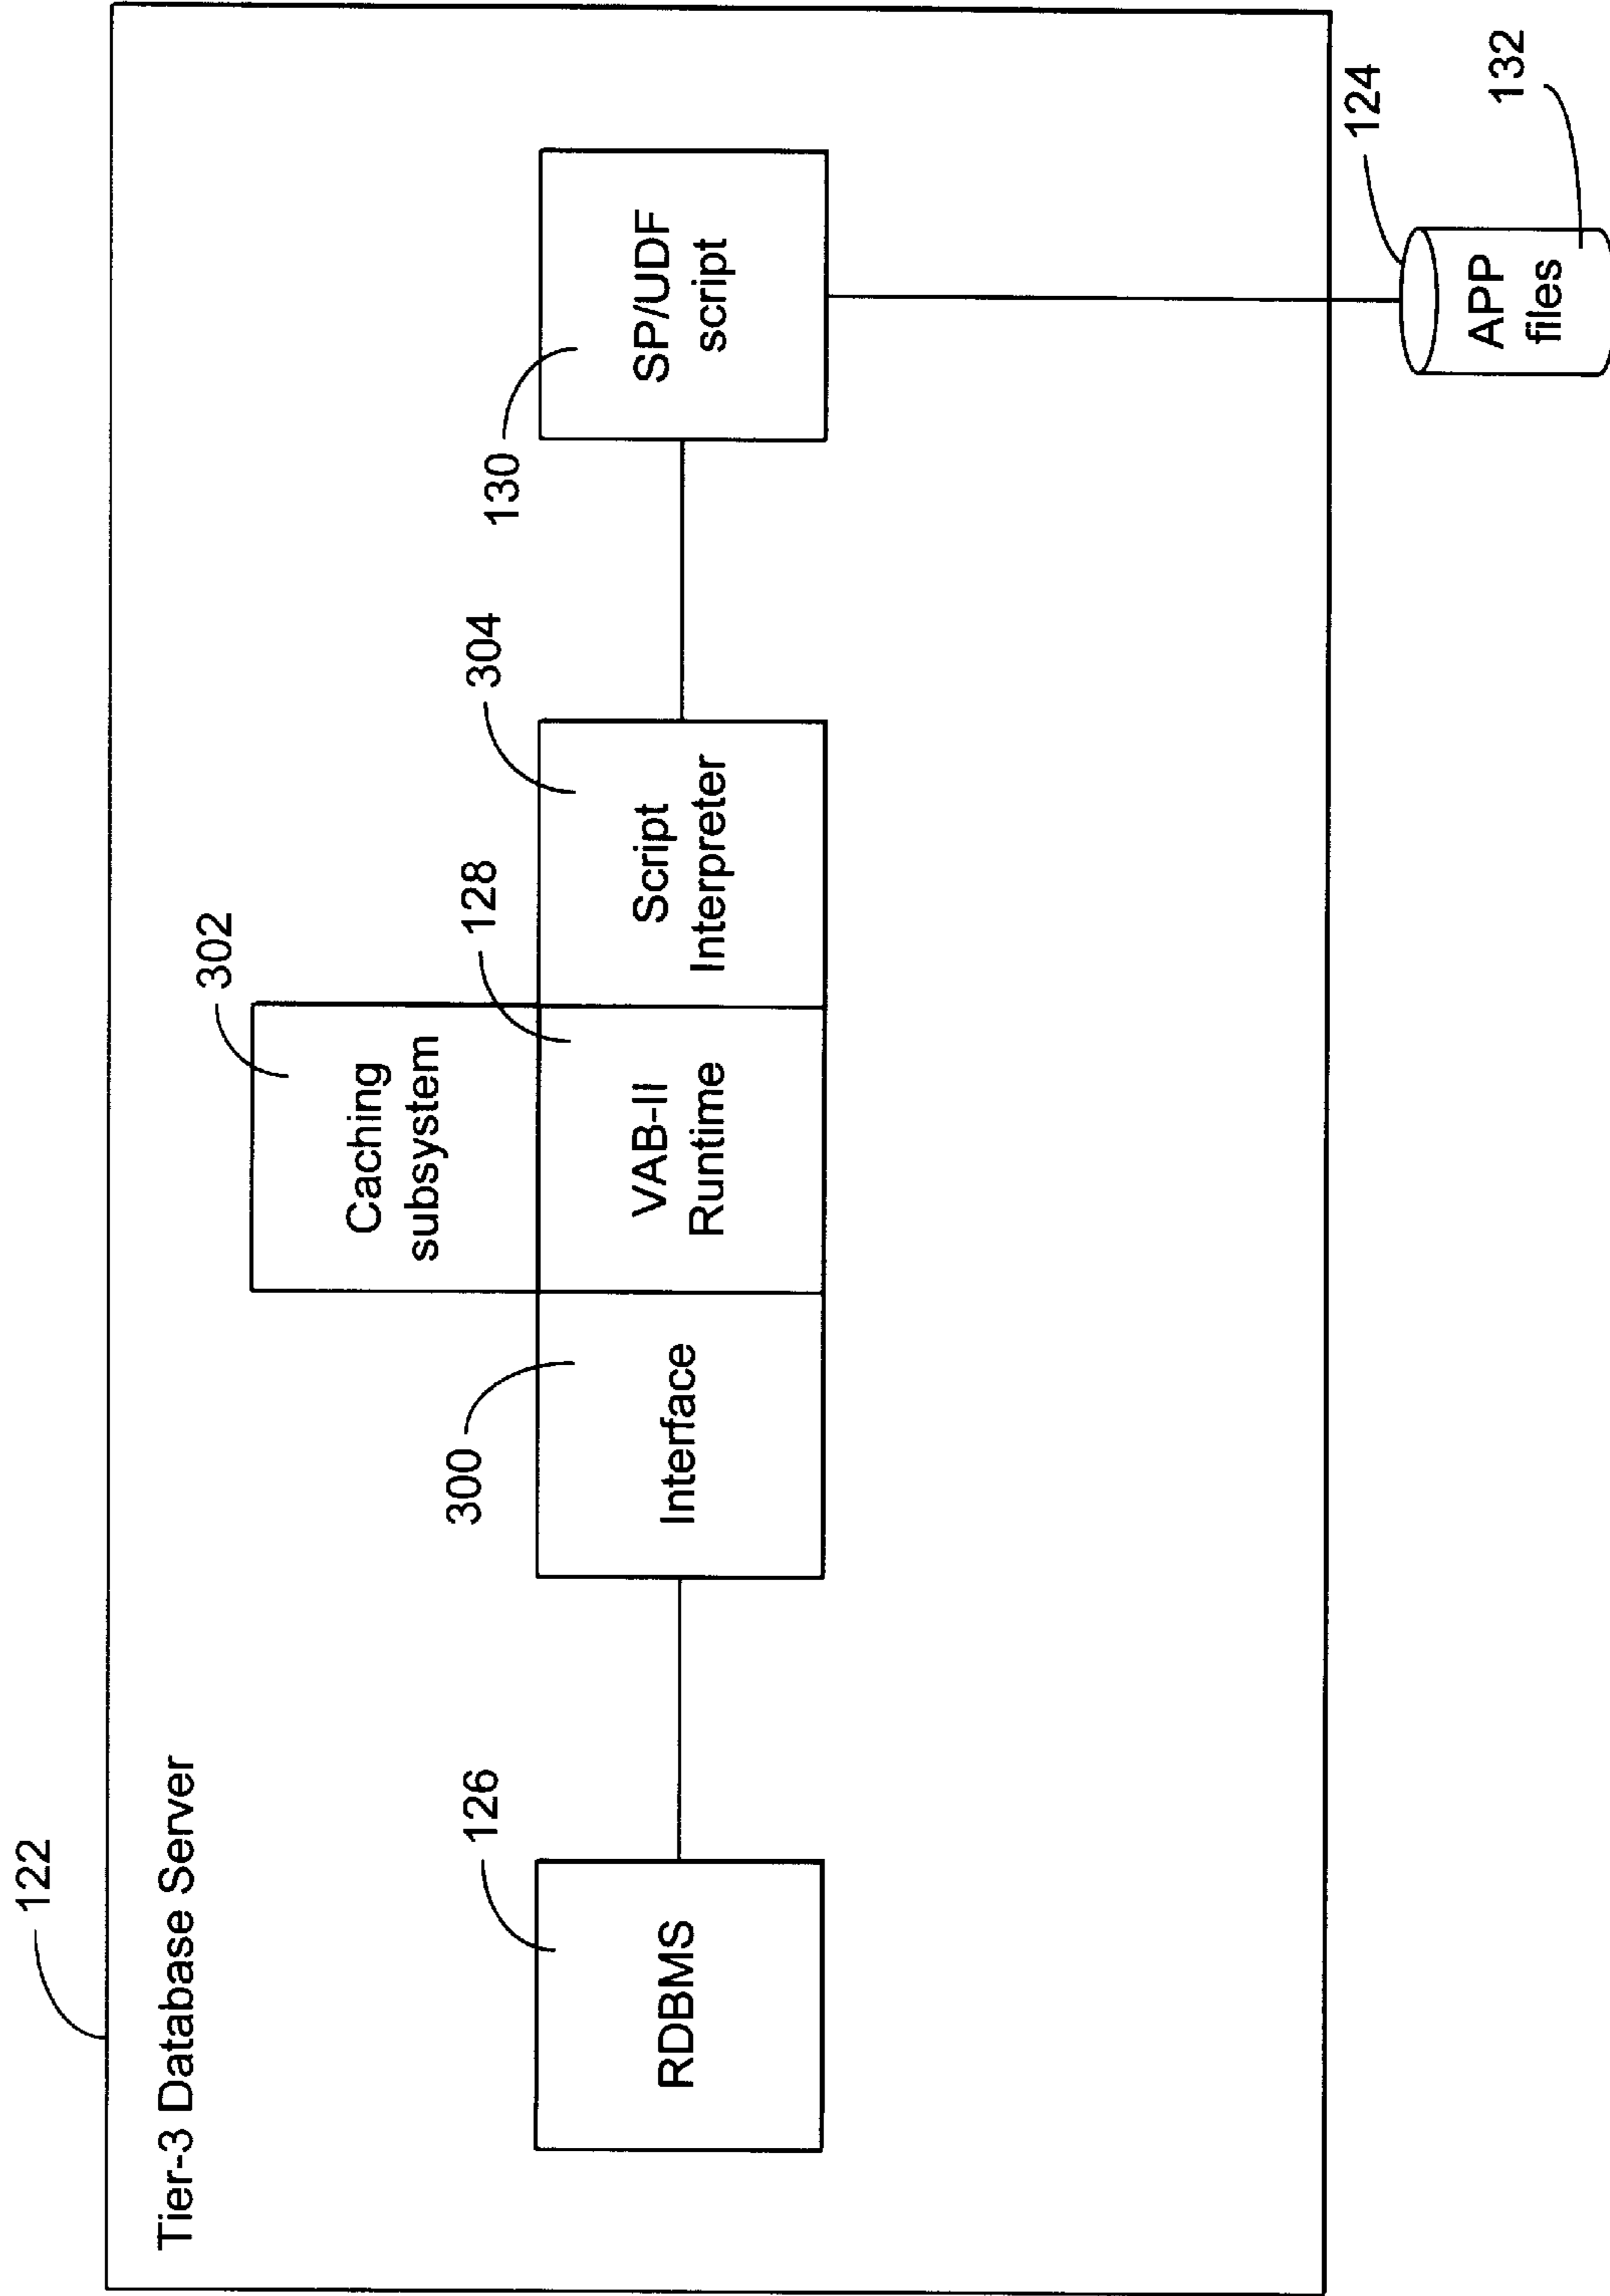 122
Tier-3 Database Server
302
Caching
subsystem
126
300
128
304
130
RDBMS
Interface
VAB-II
Runtime
Script
Interpreter
SP/UDF
script
124
APP
files
132